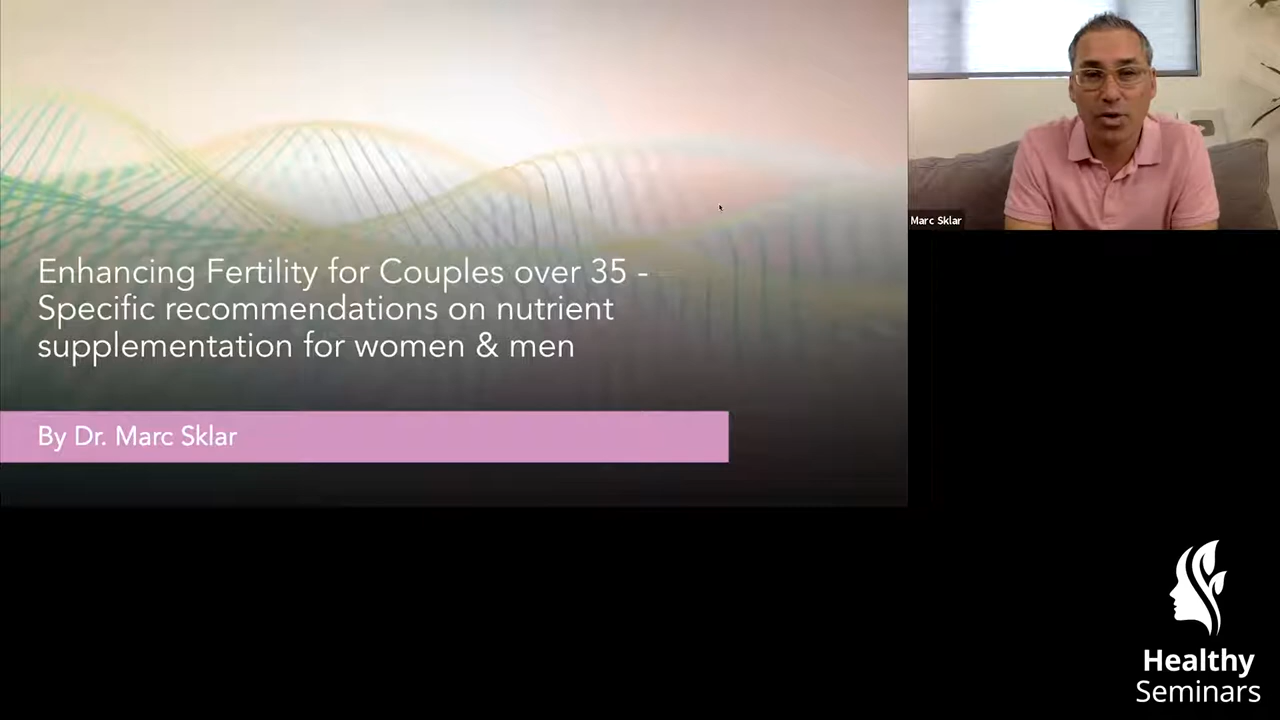 Enhancing Fertility for Couples over 35 -
Specific recommendations on nutrient
supplementation for women & men
By Dr. Marc Sklar
Marc Sklar
Healthy
Seminars